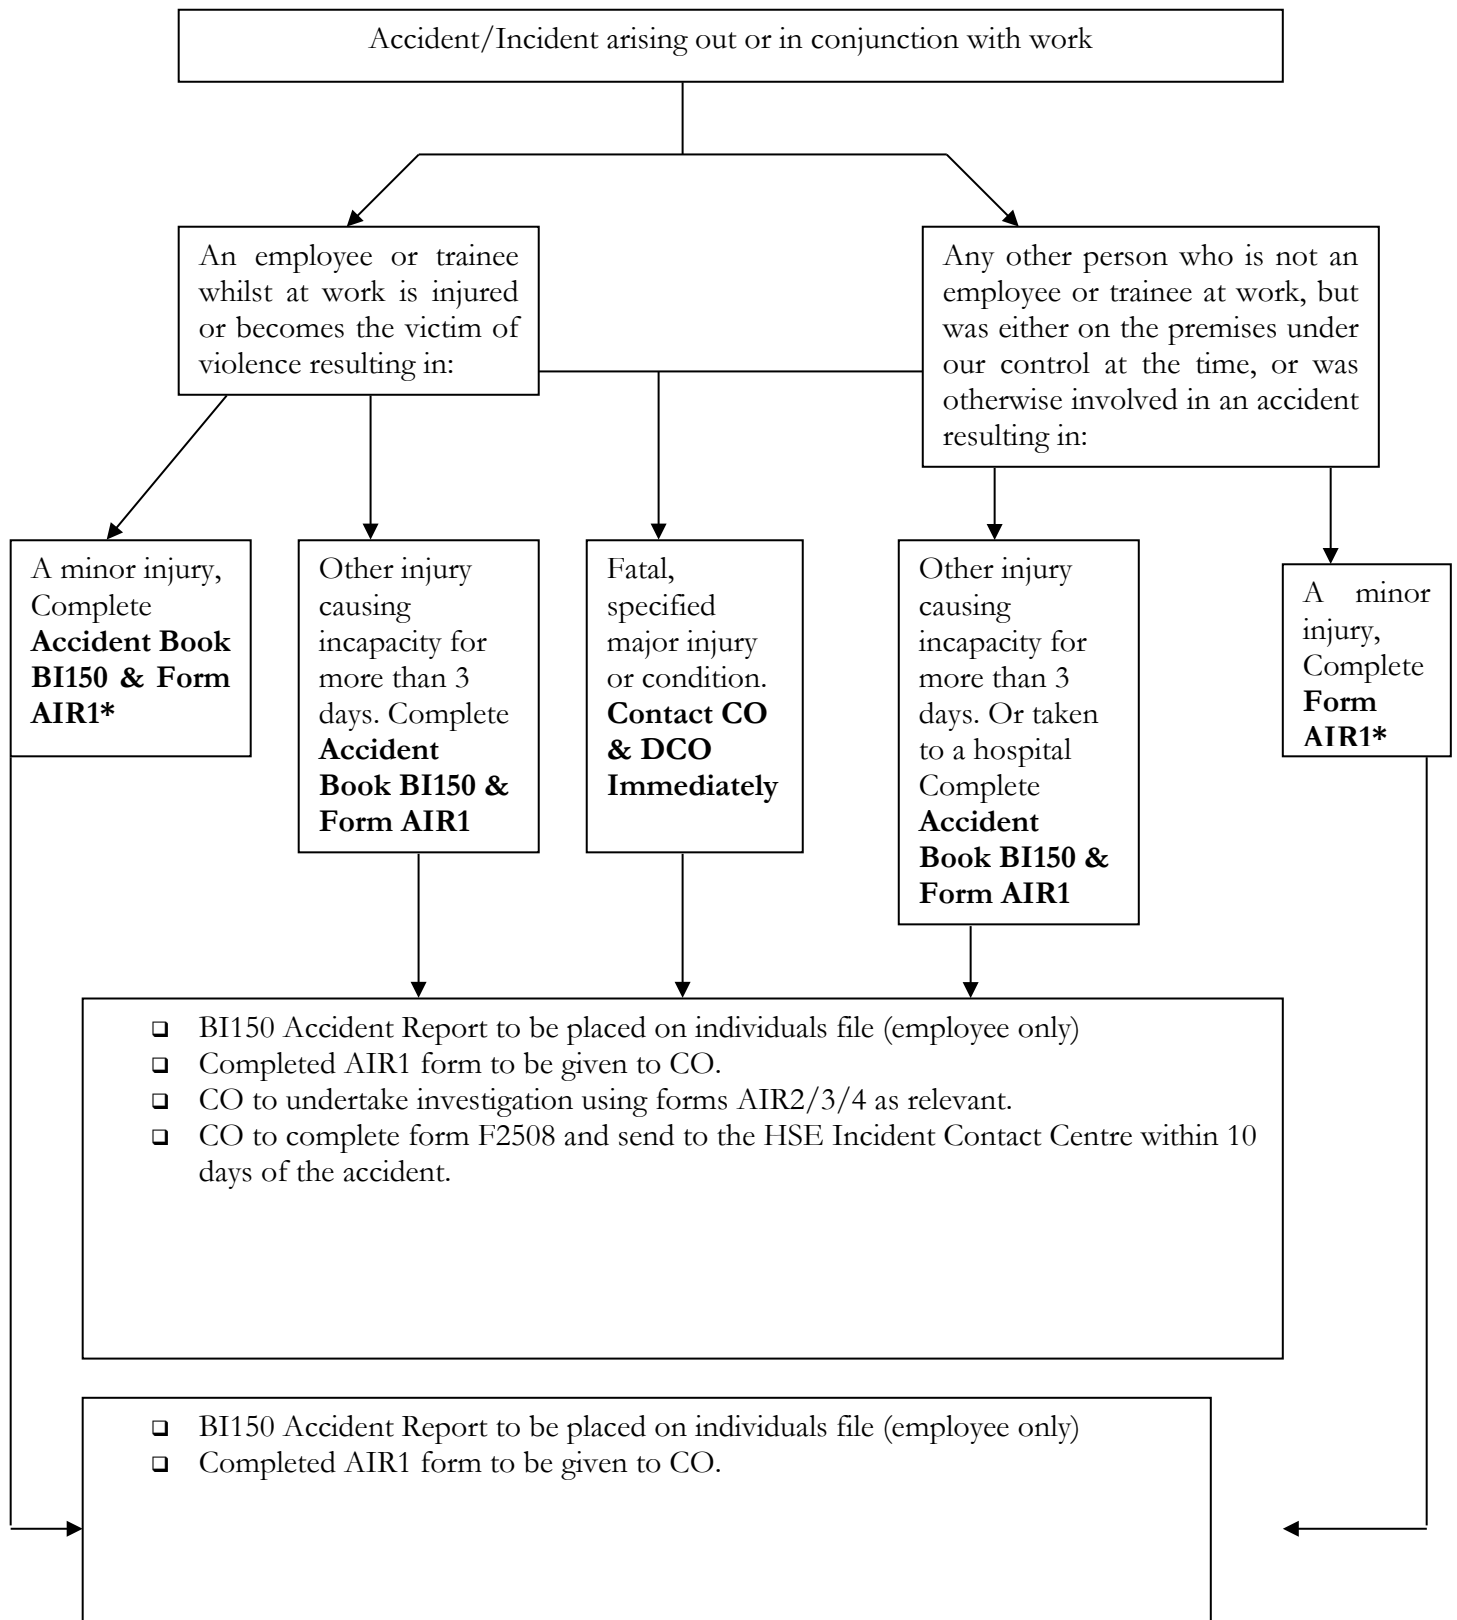 Accident/Incident arising out or in conjunction with work
An employee or trainee
whilst at work is injured
or becomes the victim of
violence resulting in:
Any other person who is not an
employee or trainee at work, but
was either on the premises under
our control at the time, or was
otherwise involved in an accident
resulting in:
A minor injury,
Complete
Accident Book
BI150 & Form
AIR1*
Other injury
causing
incapacity for
more than 3
days. Complete
Accident
Book BI150 &
Form AIR1
Fatal,
specified
major injury
or condition.
Contact CO
& DCO
Immediately
Other injury
causing
incapacity for
more than 3
days. Or taken
to a hospital
Complete
Accident
Book BI150 &
Form AIR1
A minor
injury,
Complete
Form
AIR1*
❑ BI150 Accident Report to be placed on individuals file (employee only)
❑ Completed AIR1 form to be given to CO.
❑ CO to undertake investigation using forms AIR2/3/4 as relevant.
❑ CO to complete form F2508 and send to the HSE Incident Contact Centre within 10
days of the accident.
❑ BI150 Accident Report to be placed on individuals file (employee only)
❑ Completed AIR1 form to be given to CO.